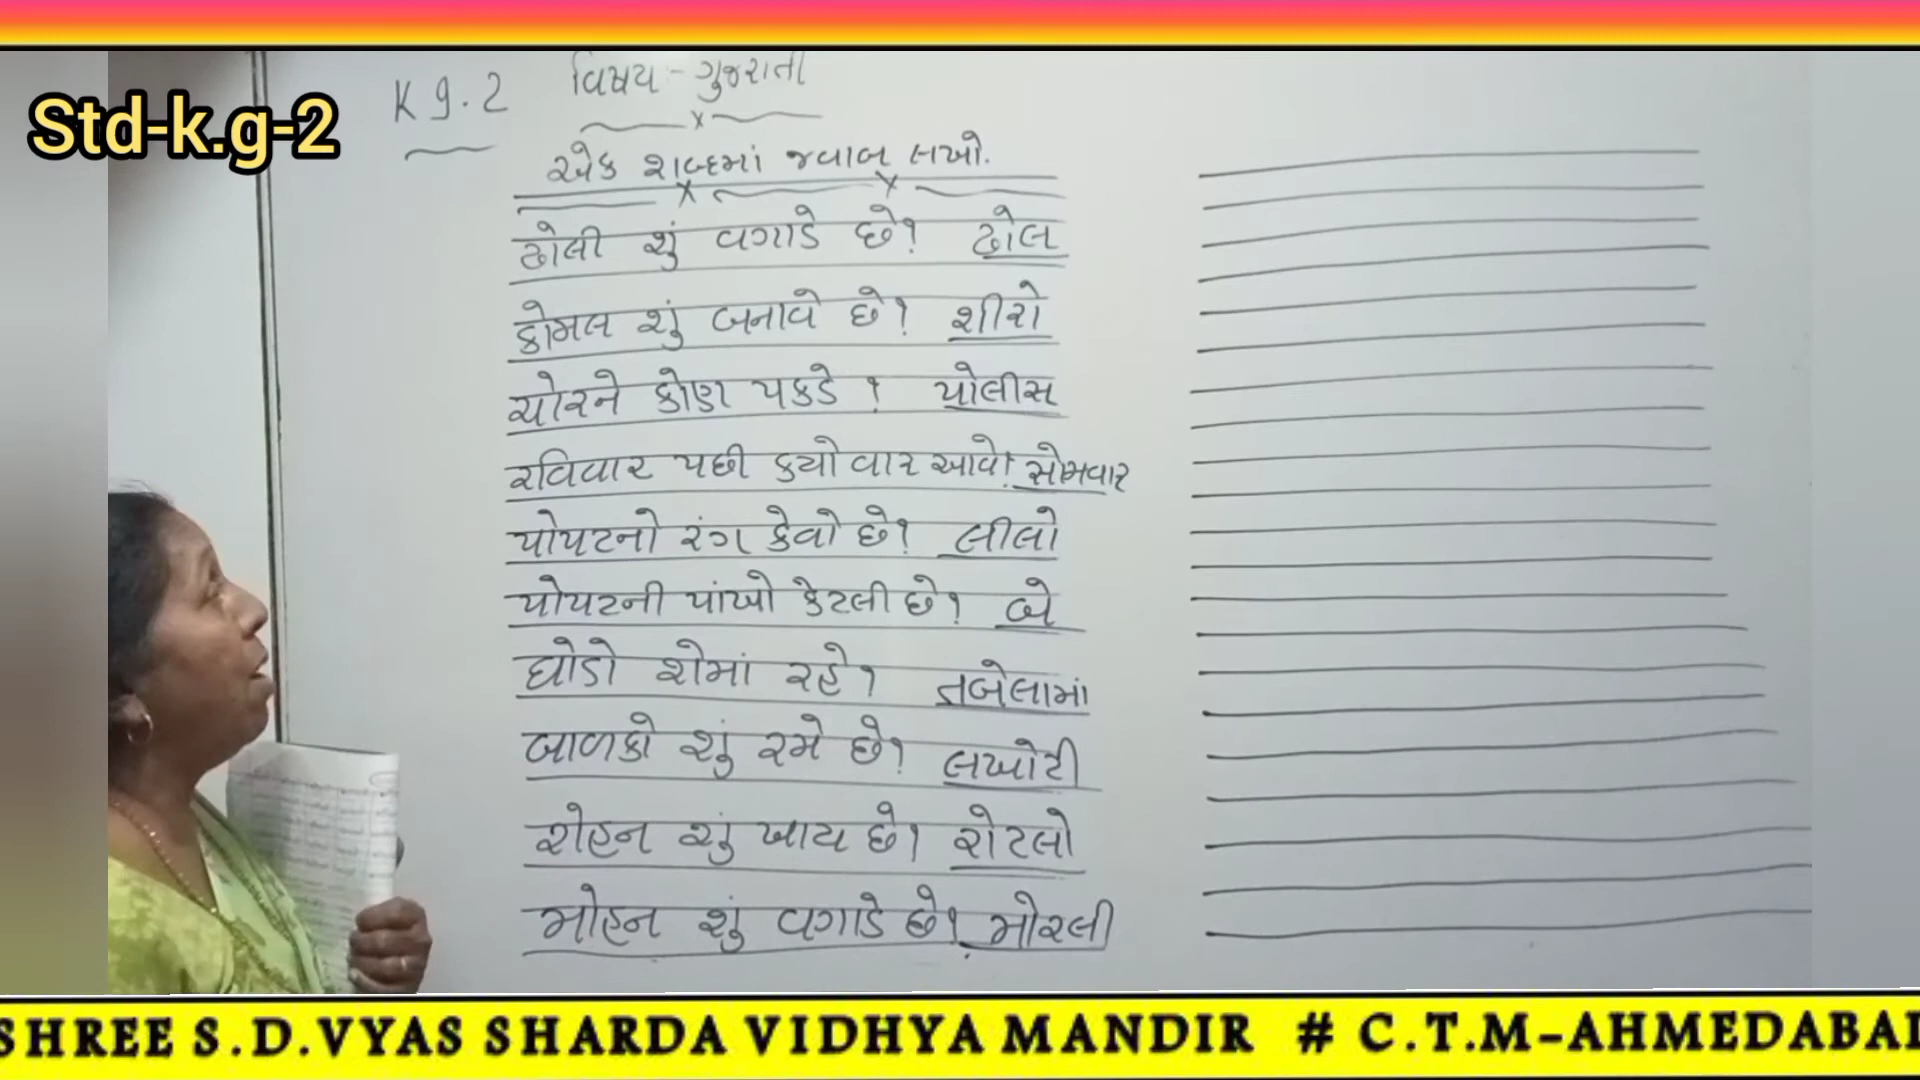 Std-k.g-2
K g. 2
વિષય :- ગુજરાતી
એક શબ્દમાં જવાબ લખો.
ઢોલી શું વગાડે છે? ઢોલ
કોમલ શું બનાવે છે? શીરો
ચોરને કોણ પકડે ? પોલીસ
રવિવાર પછી કયો વાર આવે? સોમવાર
પોપટનો રંગ કેવો છે? લીલો
પોપટની પાંખો કેટલી છે? બે
ઘોડો શેમાં રહે? તબેલામાં
બાળકો શું રમે છે? લખોટી
રોહન શું ખાય છે? રોટલો
મોહન શું વગાડે છે? મોરલી
SHREE S.D.VYAS SHARDA VIDHYA MANDIR # C.T.M-AHMEDABAD